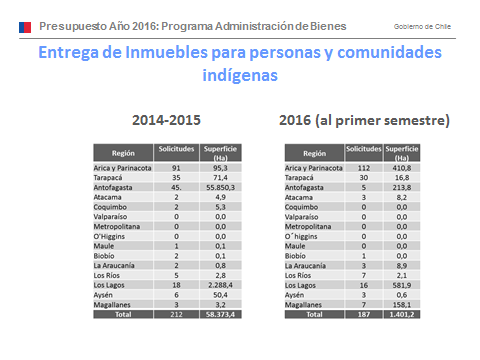 Presupuesto Año 2016: Programa Administración de Bienes
Gobierno de Chile
Entrega de Inmuebles para personas y comunidades
indígenas
2014-2015
Región Solicitudes Superficie (Ha)
Arica y Parinacota 91 95,3
Tarapacá 35 71,4
Antofagasta 45. 55.850,3
Atacama 2 4,9
Coquimbo 2 5,3
Valparaíso 0 0,0
Metropolitana 0 0,0
O'Higgins 0 0,0
Maule 1 0,1
Biobío 2 0,1
La Araucanía 2 0,8
Los Ríos 5 2,8
Los Lagos 18 2.288,4
Aysén 6 50,4
Magallanes 3 3,2
Total 212 58.373,4
2016 (al primer semestre)
Región Solicitudes Superficie (Ha)
Arica y Parinacota 112 410,8
Tarapacá 30 16,8
Antofagasta 5 213,8
Atacama 3 8,2
Coquimbo 0 0,0
Valparaíso 0 0,0
Metropolitana 0 0,0
O´higgins 0 0,0
Maule 0 0,0
Biobío 1 0,0
La Araucanía 3 8,9
Los Ríos 7 2,1
Los Lagos 16 581,9
Aysén 3 0,6
Magallanes 7 158,1
Total 187 1.401,2